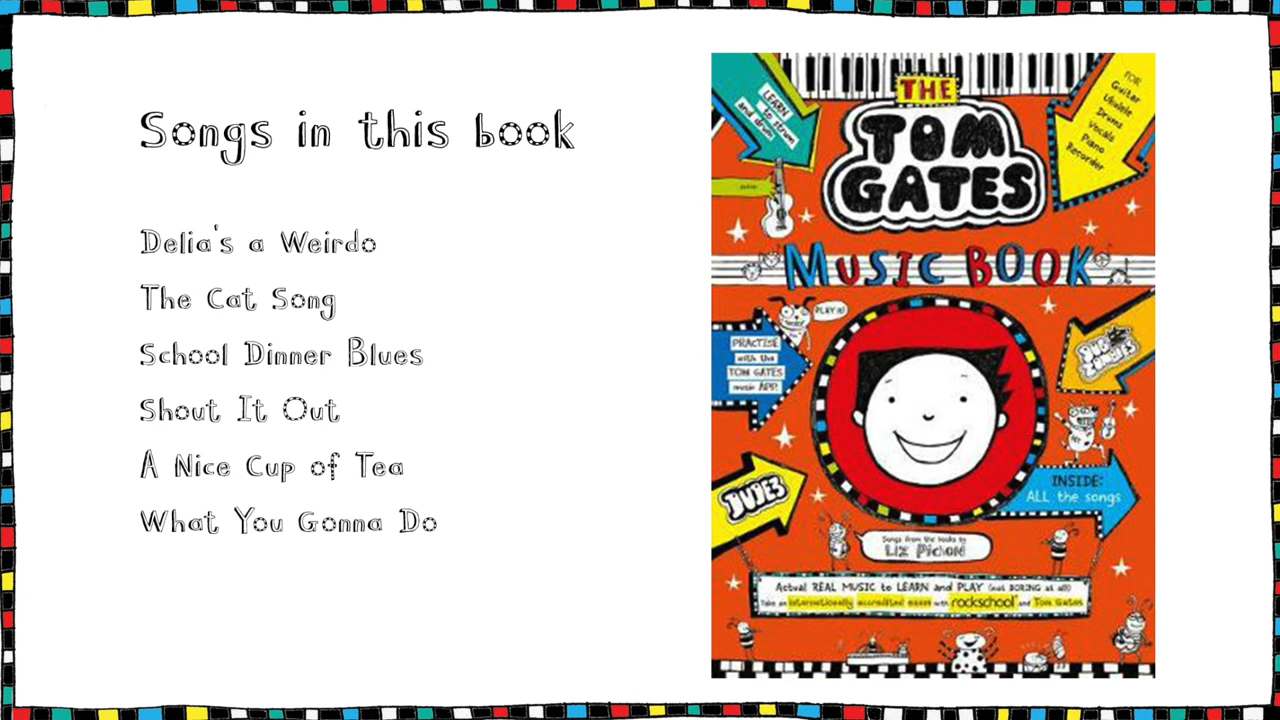 Songs in this book
Delia's a Weirdo
The Cat Song
School Dinner Blues
Shout It Out
A Nice Cup of Tea
What You Gonna Do
LEARN
to strum
and drum
THE
TOM
GATES
FOR
Guitar
Ukulele
Drums
Vocals
Piano
Recorder
MUSIC BOOK
PLAY it!
PRACTISE
with the
TOM GATES
music APP.
DOG
ZOMBIES
DUDE3
INSIDE:
ALL the songs
Songs from the books by
Liz Pichon
Actual REAL MUSIC to LEARN and PLAY (not BORING at all)
Take an internationally accredited exam with rockschool and Tom Gates